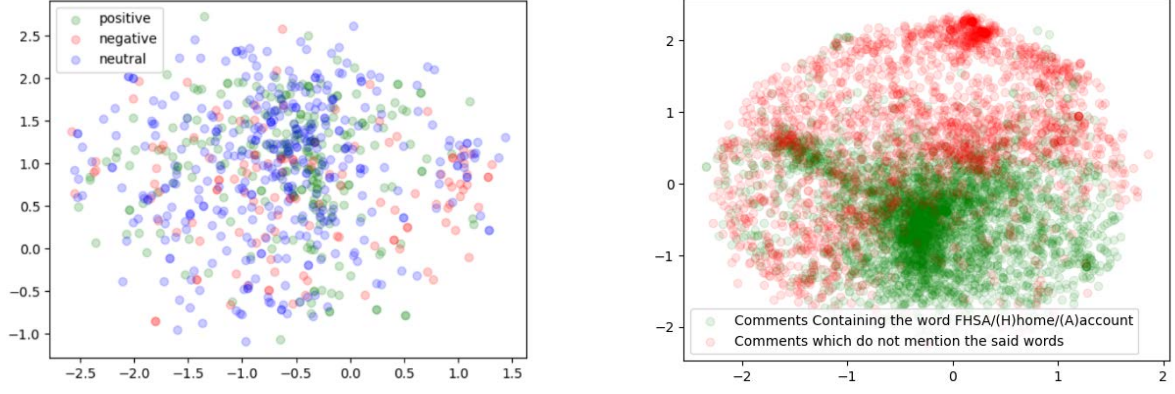 positive
negative
neutral
2.5
2.0
1.5
1.0
0.5
0.0
−0.5
−1.0
−2.5 −2.0 −1.5 −1.0 −0.5 0.0 0.5 1.0 1.5
2
1
0
−1
−2
Comments Containing the word FHSA/(H)home/(A)account
Comments which do not mention the said words
−2 −1 0 1 2